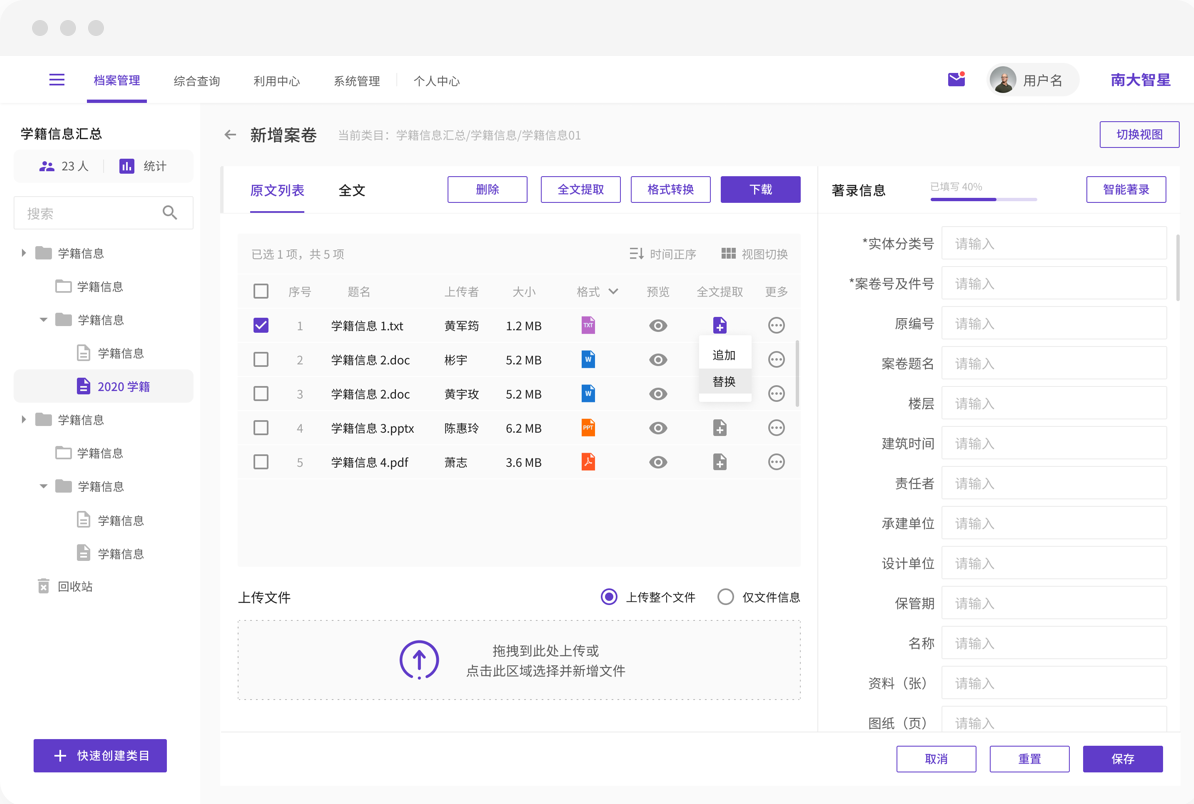 档案管理 综合查询 利用中心 系统管理 个人中心 用户名 南大智星
学籍信息汇总
23 人 统计
搜索
学籍信息
学籍信息
学籍信息
学籍信息
2020 学籍
学籍信息
学籍信息
学籍信息
学籍信息
学籍信息
回收站
快速创建类目
新增案卷 当前类目：学籍信息汇总/学籍信息/学籍信息01 切换视图
原文列表 全文 删除 全文提取 格式转换 下载
已选 1 项，共 5 项 时间正序 视图切换
序号 题名 上传者 大小 格式 预览 全文提取 更多
1 学籍信息 1.txt 黄军筠 1.2 MB TXT
2 学籍信息 2.doc 彬宇 5.2 MB W
3 学籍信息 2.doc 黄宇玫 5.2 MB W
4 学籍信息 3.pptx 陈惠玲 6.2 MB PPT
5 学籍信息 4.pdf 萧志 3.6 MB
追加
替换
上传文件 上传整个文件 仅文件信息
拖拽到此处上传或
点击此区域选择并新增文件
著录信息 已填写 40% 智能著录
*实体分类号 请输入
*案卷号及件号 请输入
原编号 请输入
案卷题名 请输入
楼层 请输入
建筑时间 请输入
责任者 请输入
承建单位 请输入
设计单位 请输入
保管期 请输入
名称 请输入
资料（张） 请输入
图纸（页） 请输入
取消 重置 保存